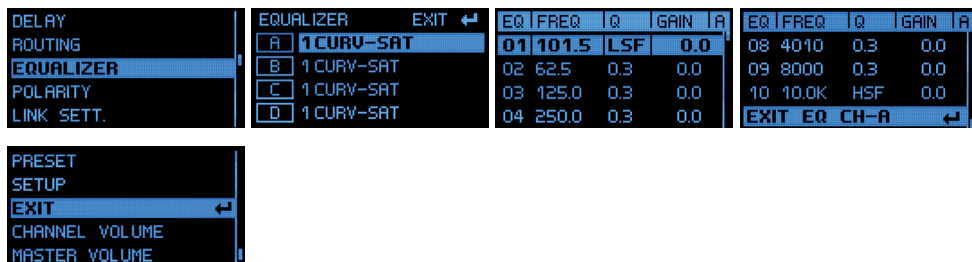 DELAY
ROUTING
EQUALIZER
POLARITY
LINK SETT.
EQUALIZER EXIT ↵
A 1 CURV-SAT
B 1 CURV-SAT
C 1 CURV-SAT
D 1 CURV-SAT
EQ FREQ Q GAIN A
01 101.5 LSF 0.0
02 62.5 0.3 0.0
03 125.0 0.3 0.0
04 250.0 0.3 0.0
EQ FREQ Q GAIN A
08 4010 0.3 0.0
09 8000 0.3 0.0
10 10.0K HSF 0.0
EXIT EQ CH-A ↵
PRESET
SETUP
EXIT ↵
CHANNEL VOLUME
MASTER VOLUME